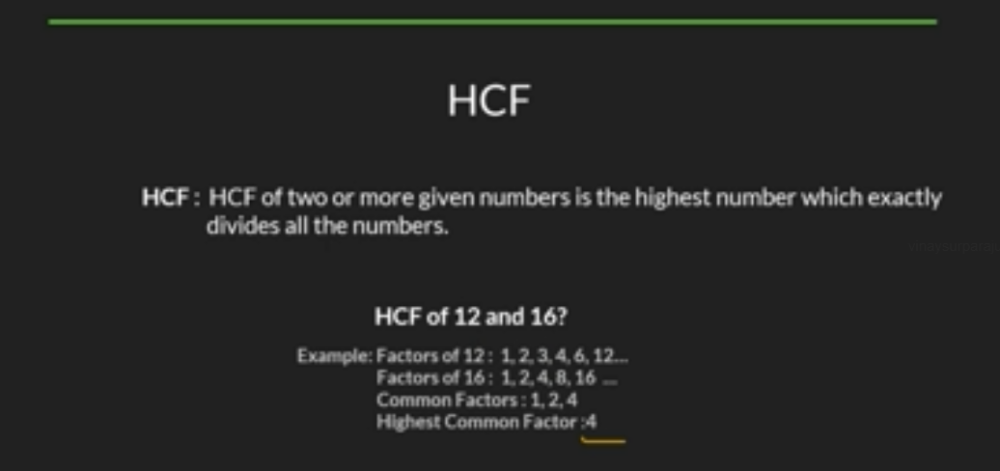 HCF
HCF : HCF of two or more given numbers is the highest number which exactly
divides all the numbers.
HCF of 12 and 16?
Example: Factors of 12 : 1, 2, 3, 4, 6, 12...
Factors of 16 : 1, 2, 4, 8, 16 ...
Common Factors : 1, 2, 4
Highest Common Factor :4